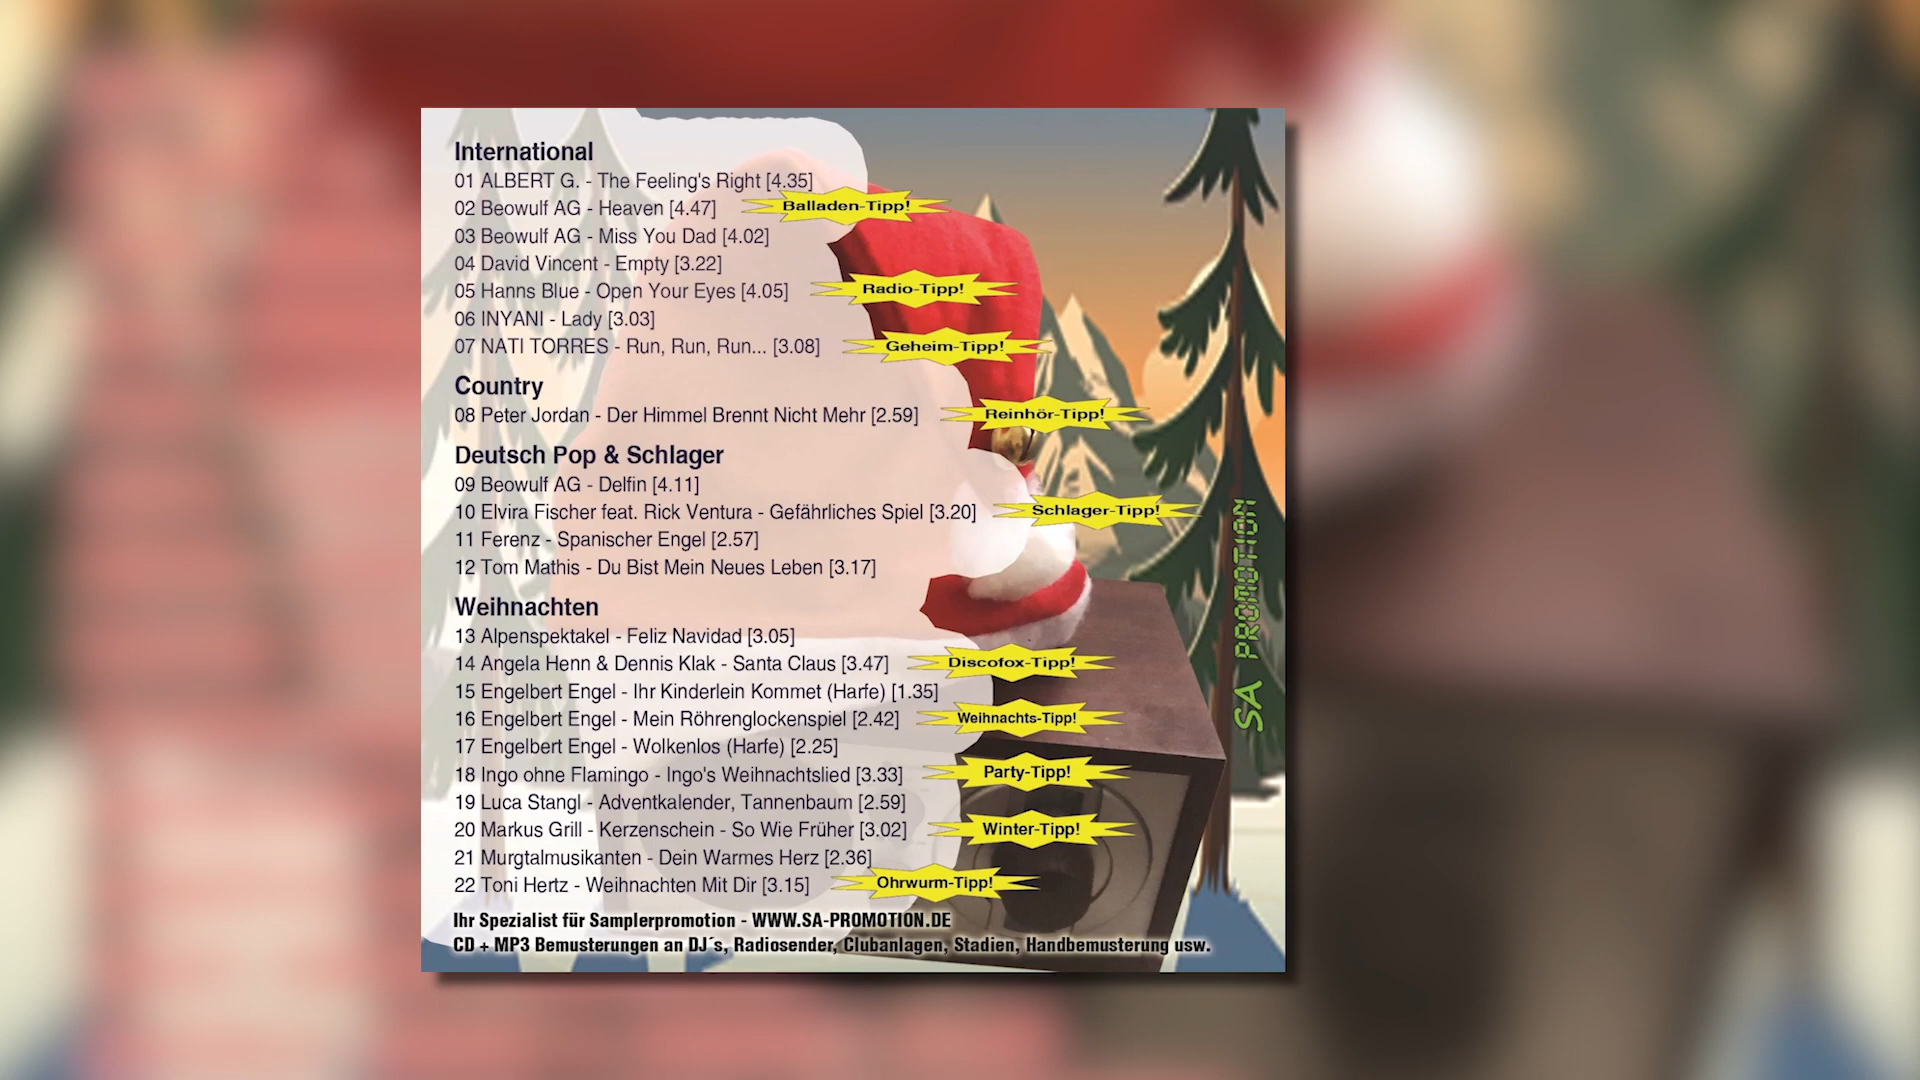 International
01 ALBERT G. - The Feeling's Right [4.35]
02 Beowulf AG - Heaven [4.47] Balladen-Tipp!
03 Beowulf AG - Miss You Dad [4.02]
04 David Vincent - Empty [3.22]
05 Hanns Blue - Open Your Eyes [4.05] Radio-Tipp!
06 INYANI - Lady [3.03]
07 NATI TORRES - Run, Run, Run... [3.08] Geheim-Tipp!
Country
08 Peter Jordan - Der Himmel Brennt Nicht Mehr [2.59] Reinhör-Tipp!
Deutsch Pop & Schlager
09 Beowulf AG - Delfin [4.11]
10 Elvira Fischer feat. Rick Ventura - Gefährliches Spiel [3.20] Schlager-Tipp!
11 Ferenz - Spanischer Engel [2.57]
12 Tom Mathis - Du Bist Mein Neues Leben [3.17]
Weihnachten
13 Alpenspektakel - Feliz Navidad [3.05]
14 Angela Henn & Dennis Klak - Santa Claus [3.47] Discofox-Tipp!
15 Engelbert Engel - Ihr Kinderlein Kommet (Harfe) [1.35]
16 Engelbert Engel - Mein Röhrenglockenspiel [2.42] Weihnachts-Tipp!
17 Engelbert Engel - Wolkenlos (Harfe) [2.25]
18 Ingo ohne Flamingo - Ingo's Weihnachtslied [3.33] Party-Tipp!
19 Luca Stangl - Adventkalender, Tannenbaum [2.59]
20 Markus Grill - Kerzenschein - So Wie Früher [3.02] Winter-Tipp!
21 Murgtalmusikanten - Dein Warmes Herz [2.36]
22 Toni Hertz - Weihnachten Mit Dir [3.15] Ohrwurm-Tipp!
Ihr Spezialist für Samplerpromotion - WWW.SA-PROMOTION.DE
CD + MP3 Bemusterungen an DJ´s, Radiosender, Clubanlagen, Stadien, Handbemusterung usw.
SA PROMOTION